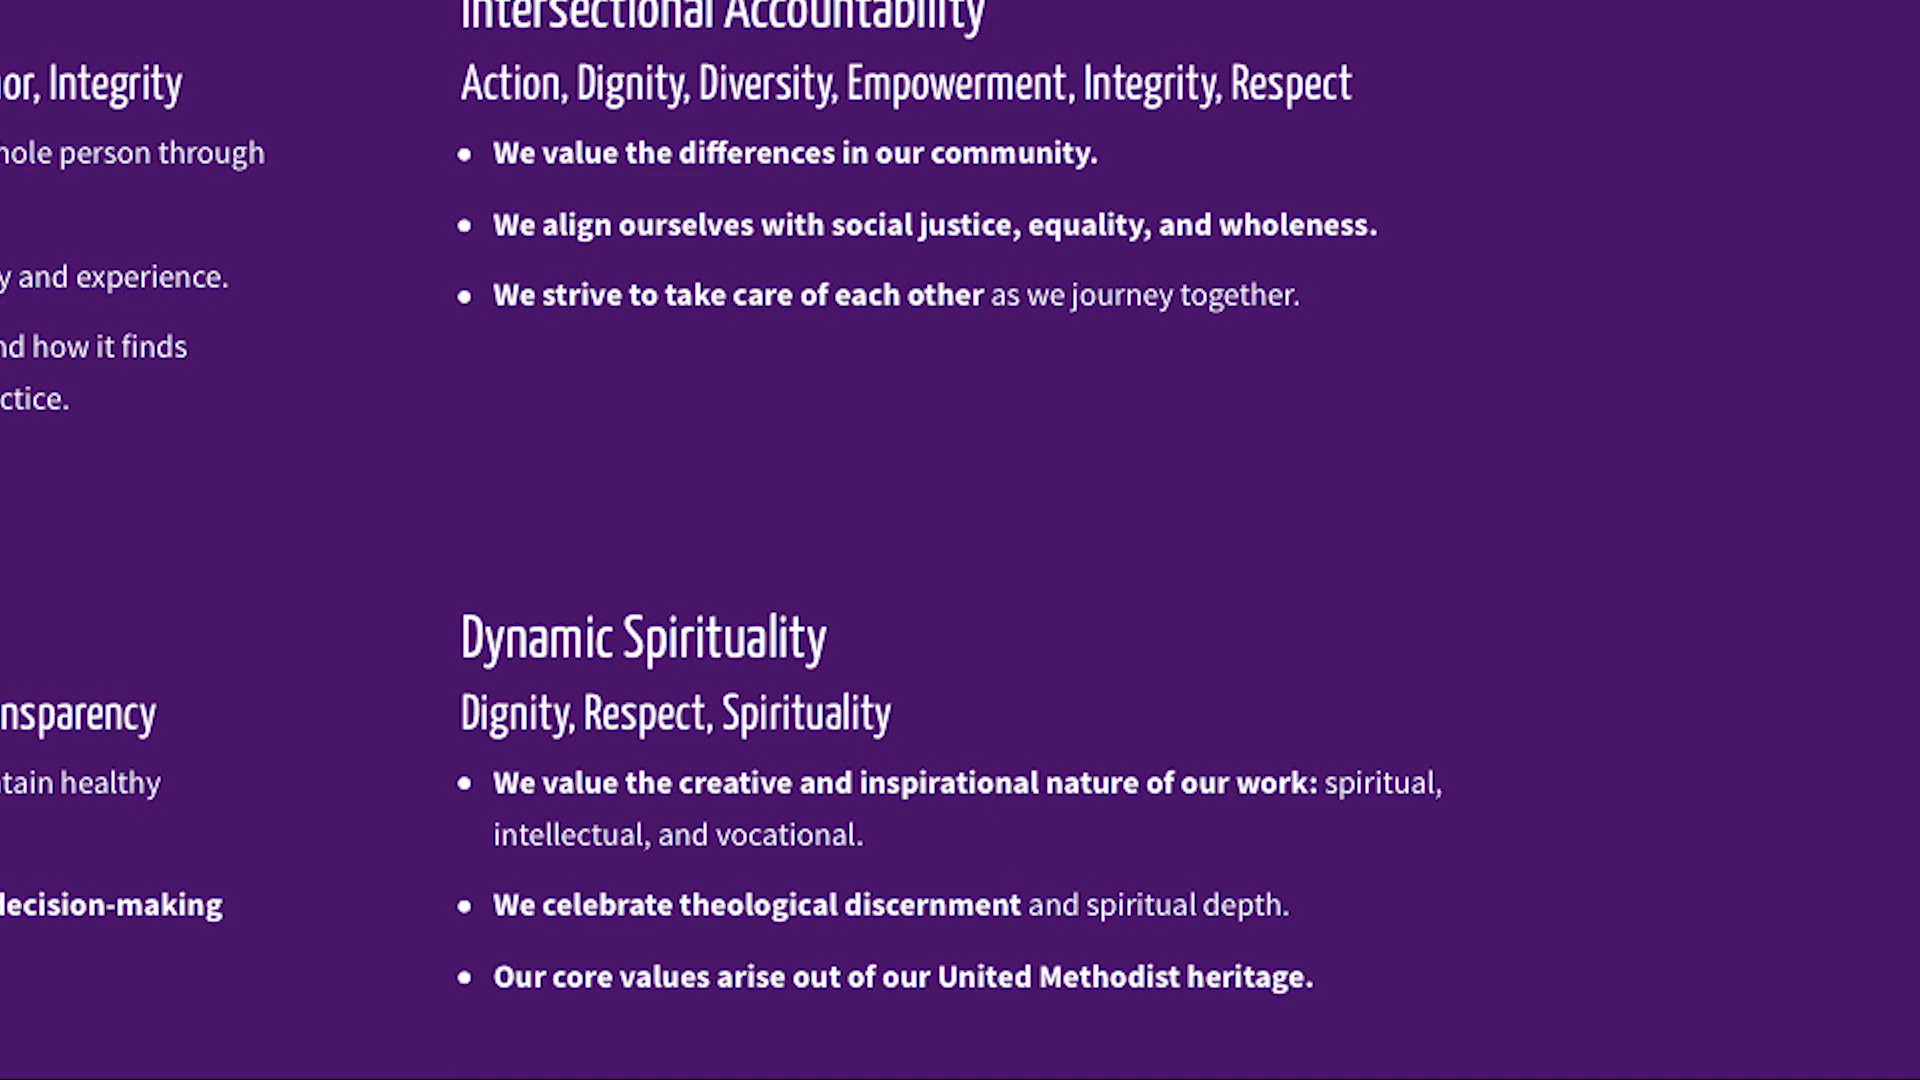 or, Integrity
hole person through
y and experience.
nd how it finds
ctice.
Intersectional Accountability
Action, Dignity, Diversity, Empowerment, Integrity, Respect
• We value the differences in our community.
• We align ourselves with social justice, equality, and wholeness.
• We strive to take care of each other as we journey together.
nsparency
tain healthy
decision-making
Dynamic Spirituality
Dignity, Respect, Spirituality
• We value the creative and inspirational nature of our work: spiritual,
intellectual, and vocational.
• We celebrate theological discernment and spiritual depth.
• Our core values arise out of our United Methodist heritage.